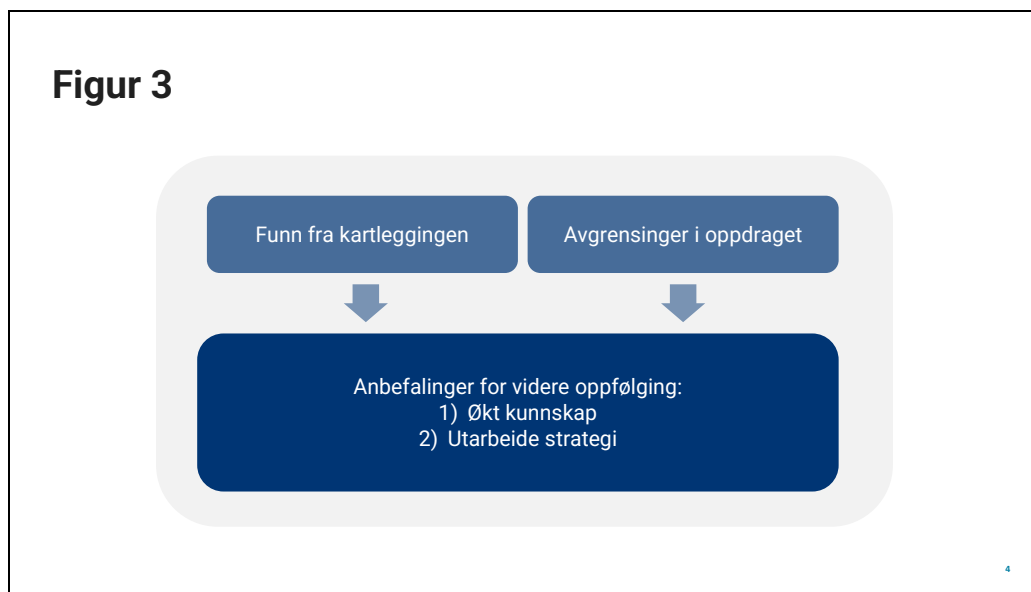 Figur 3
Funn fra kartleggingen
Avgrensinger i oppdraget
Anbefalinger for videre oppfølging:
1) Økt kunnskap
2) Utarbeide strategi
4